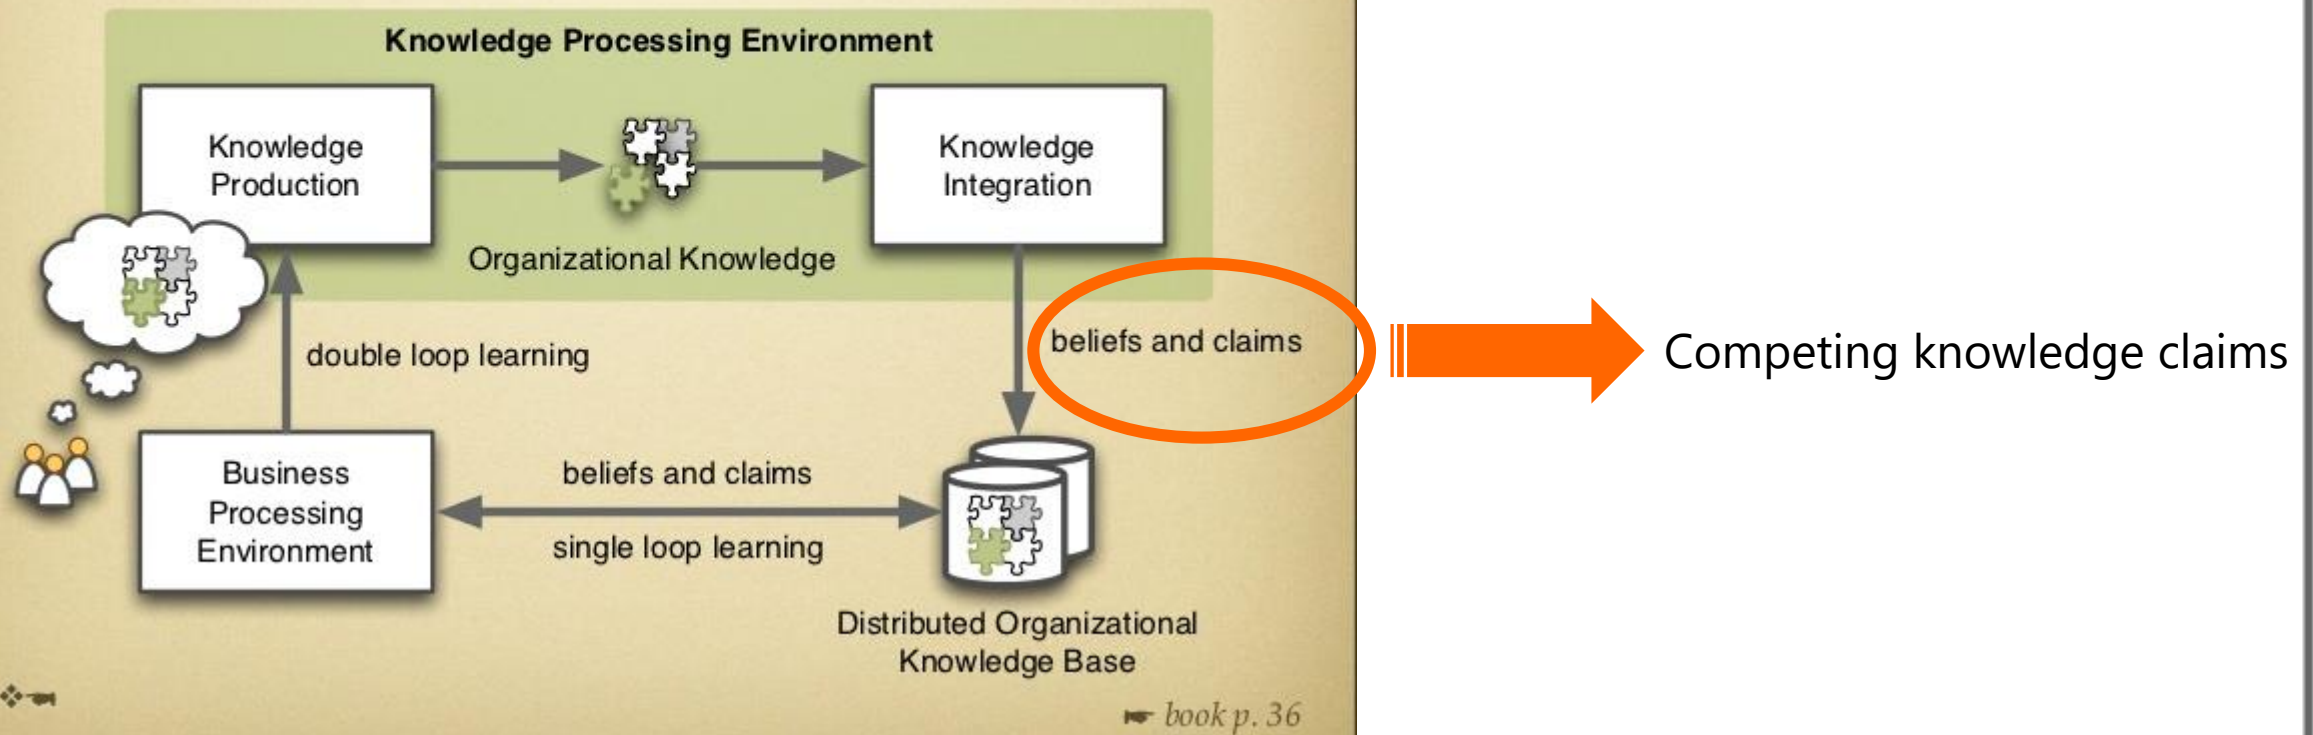 Knowledge Processing Environment
Knowledge
Production
Knowledge
Integration
Organizational Knowledge
double loop learning
beliefs and claims
Competing knowledge claims
Business
Processing
Environment
beliefs and claims
single loop learning
Distributed Organizational
Knowledge Base
book p. 36